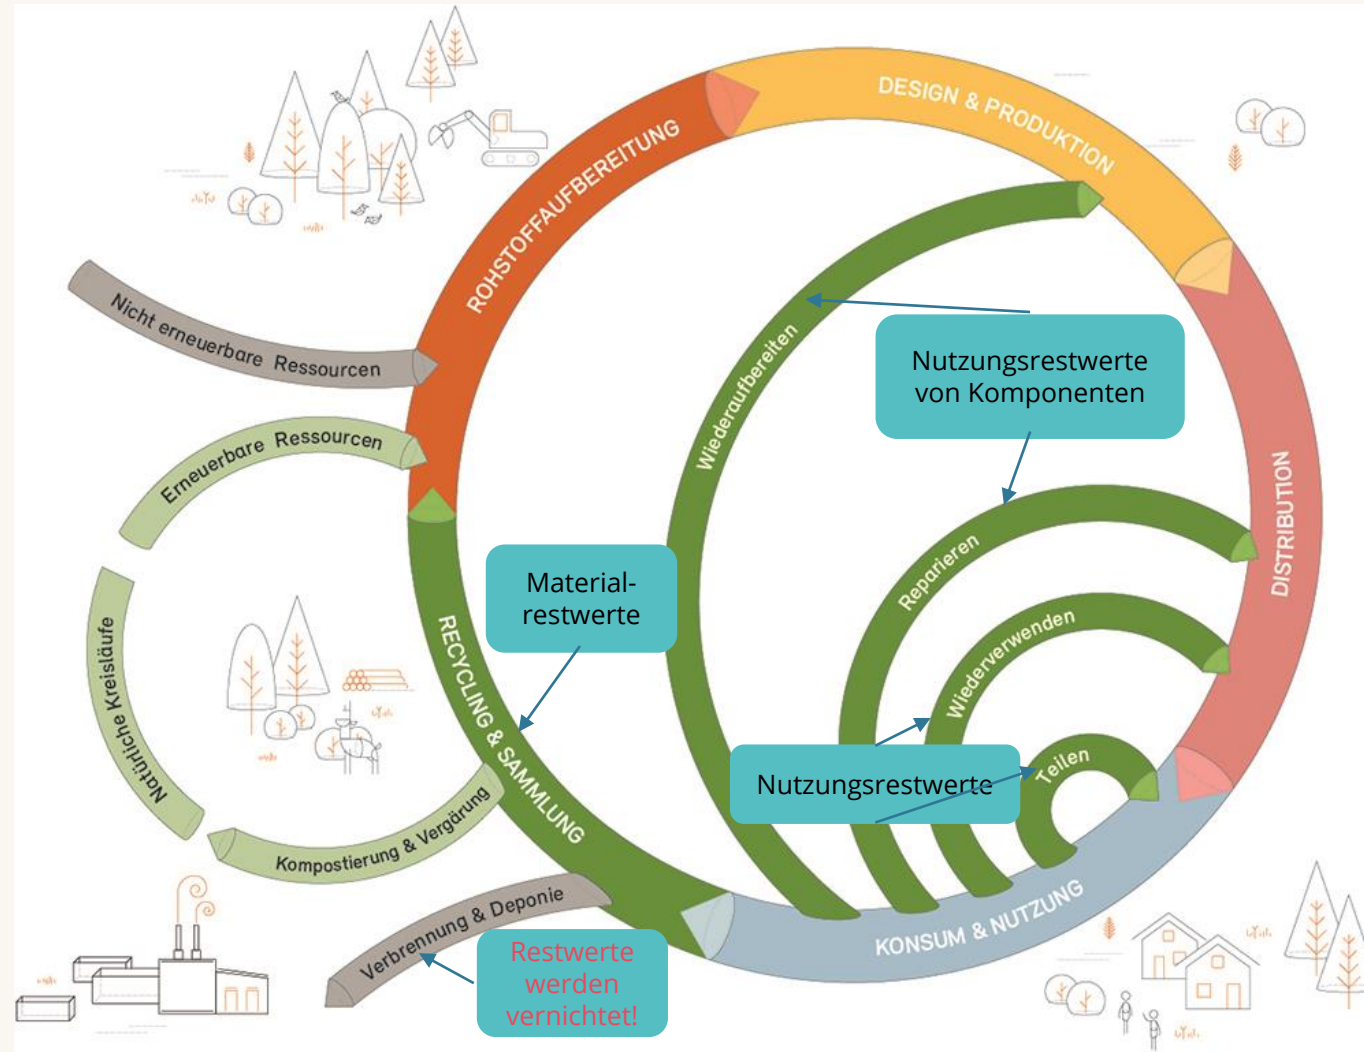 DESIGN & PRODUKTION
ROHSTOFFAUFBEREITUNG
Nicht erneuerbare Ressourcen
Wiederaufbereiten
Nutzungsrestwerte
von Komponenten
Erneuerbare Ressourcen
DISTRIBUTION
Reparieren
Material-
restwerte
Wiederverwenden
Natürliche Kreisläufe
RECYCLING & SAMMLUNG
Teilen
Nutzungsrestwerte
Kompostierung & Vergärung
KONSUM & NUTZUNG
Verbrennung & Deponie
Restwerte
werden
vernichtet!